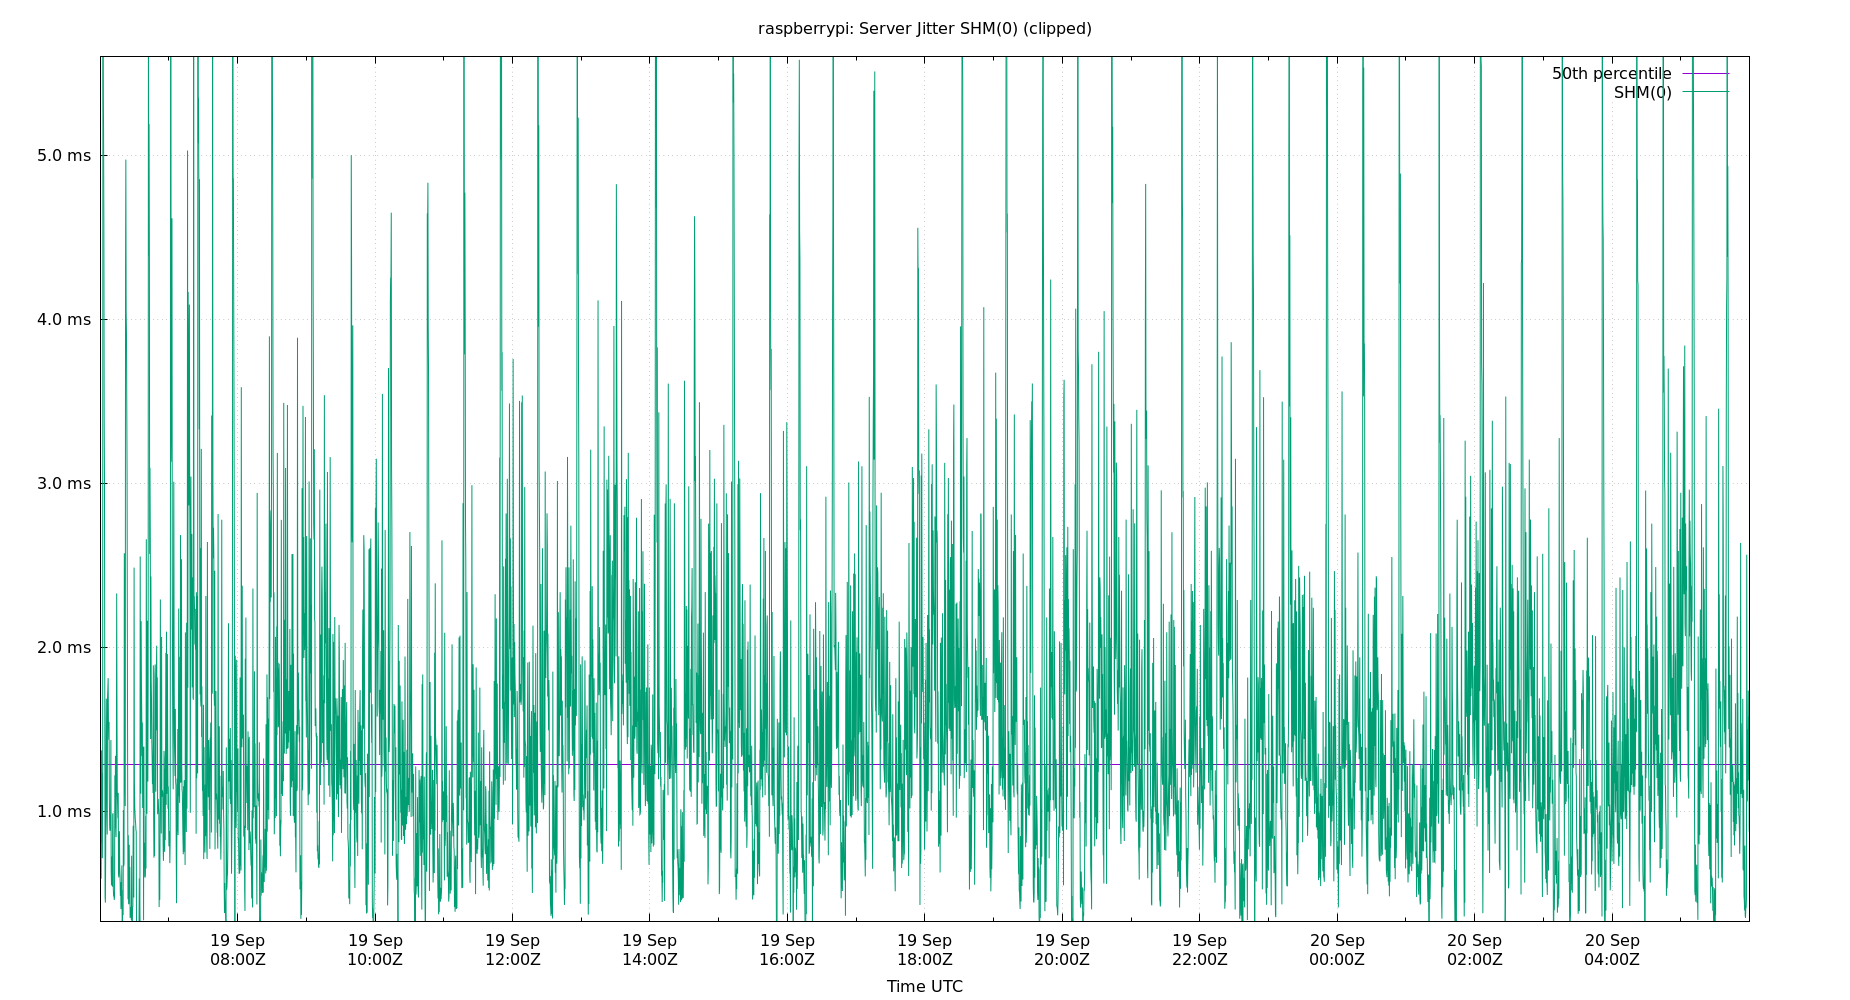 raspberrypi: Server Jitter SHM(0) (clipped)
50th percentile
SHM(0)
5.0 ms
4.0 ms
3.0 ms
2.0 ms
1.0 ms
19 Sep 19 Sep 19 Sep 19 Sep 19 Sep 19 Sep 19 Sep 19 Sep 20 Sep 20 Sep 20 Sep
08:00Z 10:00Z 12:00Z 14:00Z 16:00Z 18:00Z 20:00Z 22:00Z 00:00Z 02:00Z 04:00Z
Time UTC